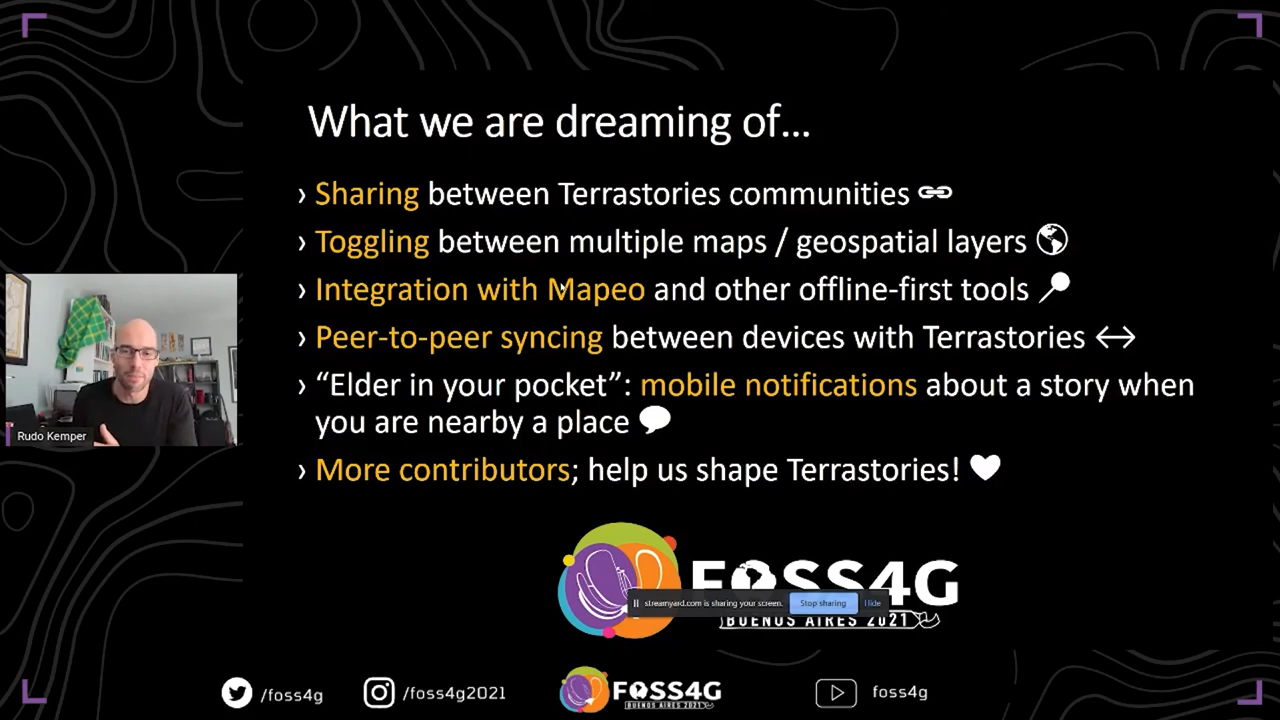 What we are dreaming of...
› Sharing between Terrastories communities
› Toggling between multiple maps / geospatial layers
› Integration with Mapeo and other offline-first tools
› Peer-to-peer syncing between devices with Terrastories
› “Elder in your pocket”: mobile notifications about a story when
you are nearby a place
› More contributors; help us shape Terrastories!
Rudo Kemper
FOSS4G
streamyard.com is sharing your screen.
Stop sharing
Hide
BUENOS AIRES 2021
/foss4g
/foss4g2021
FOSS4G
BUENOS AIRES 2021
foss4g